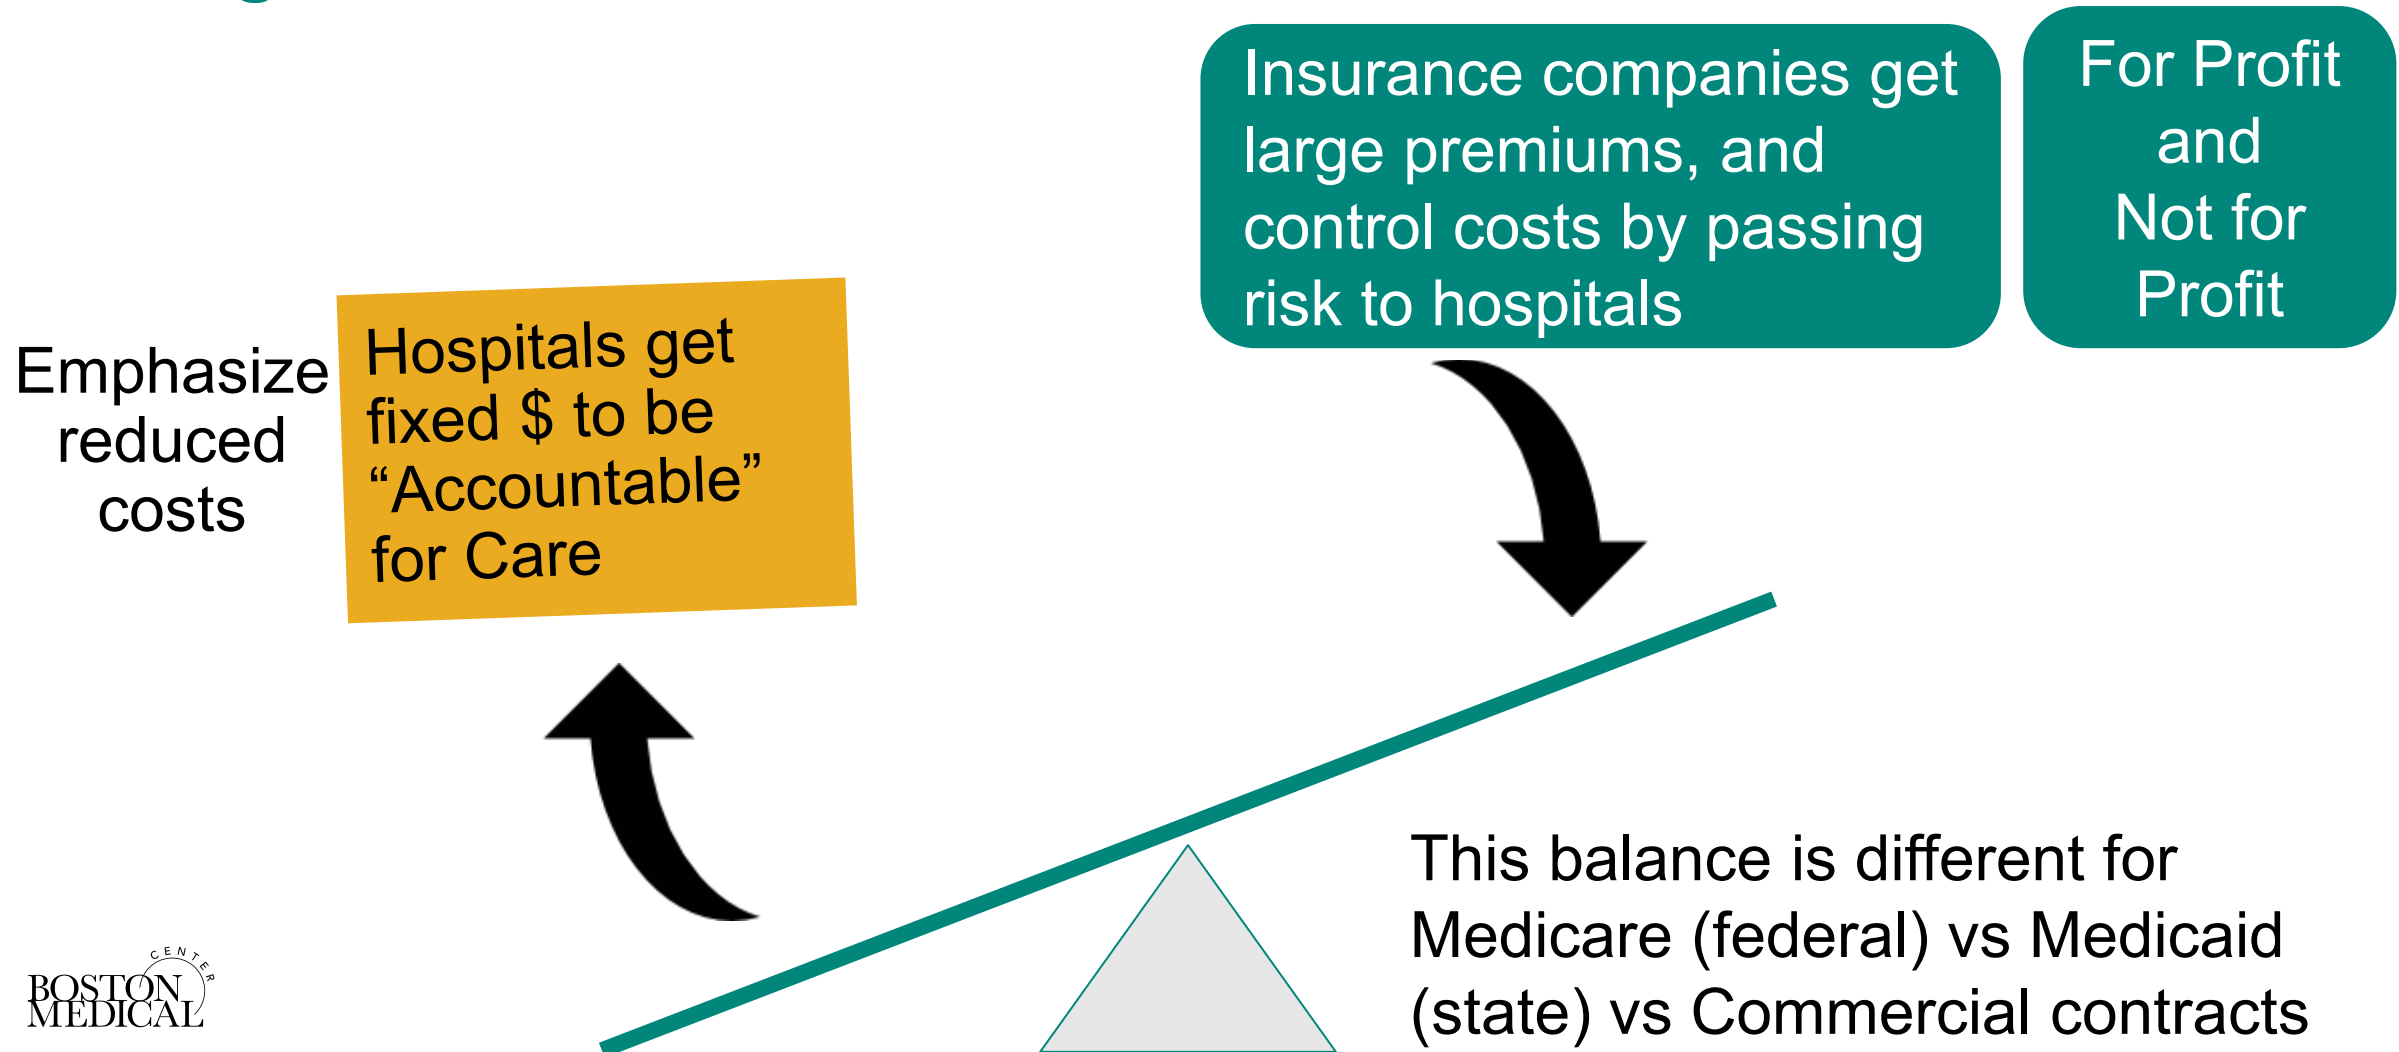 Insurance companies get
large premiums, and
control costs by passing
risk to hospitals
For Profit
and
Not for
Profit
Emphasize
reduced
costs
Hospitals get
fixed $ to be
“Accountable”
for Care
This balance is different for
Medicare (federal) vs Medicaid
(state) vs Commercial contracts
BOSTON
MEDICAL
CENTER